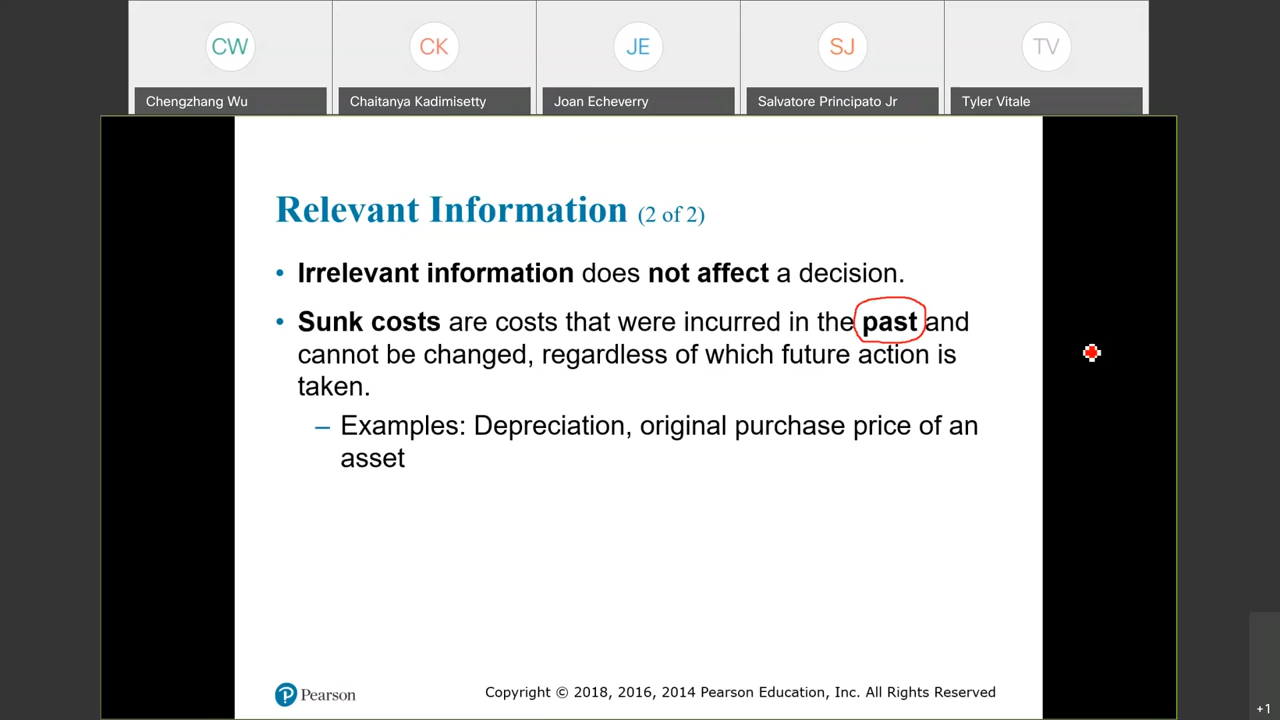 CW
CK
JE
SJ
TV
Chengzhang Wu
Chaitanya Kadimisetty
Joan Echeverry
Salvatore Principato Jr
Tyler Vitale
Relevant Information (2 of 2)
• Irrelevant information does not affect a decision.
• Sunk costs are costs that were incurred in the past and
cannot be changed, regardless of which future action is
taken.
– Examples: Depreciation, original purchase price of an
asset
P Pearson
Copyright © 2018, 2016, 2014 Pearson Education, Inc. All Rights Reserved
+1